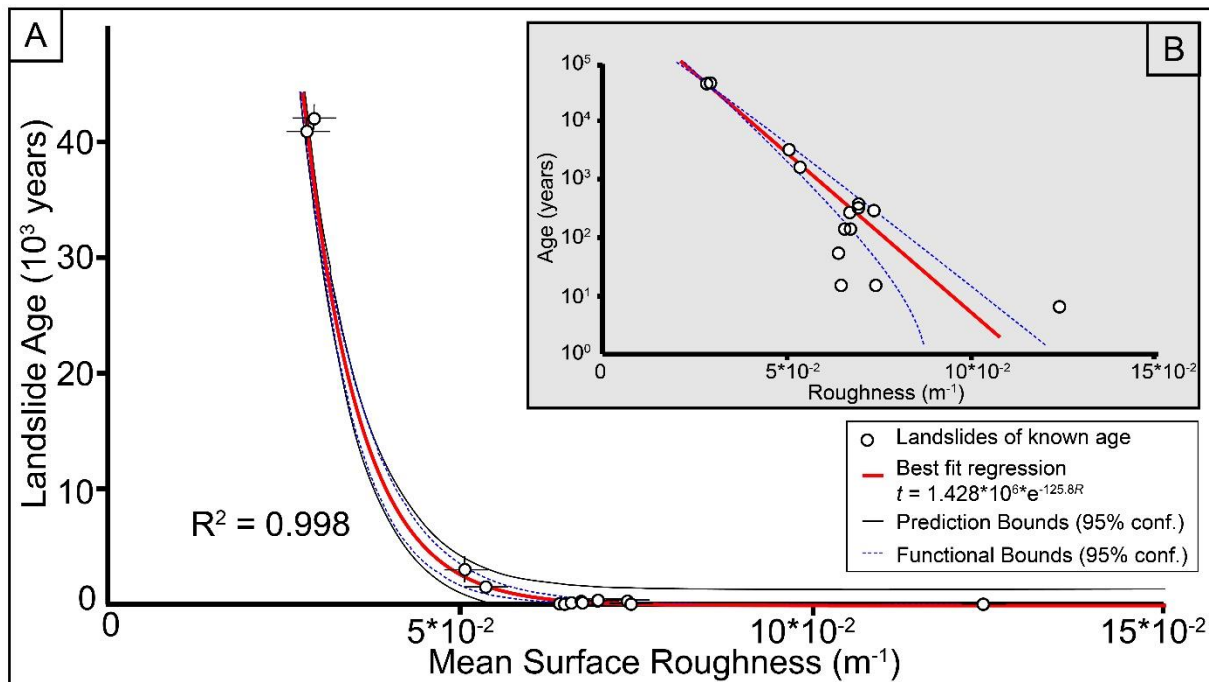 A
B
Landslide Age (10³ years)
40
30
20
10
0
0
5*10⁻²
10*10⁻²
15*10⁻²
Mean Surface Roughness (m⁻¹)
R² = 0.998
Age (years)
10⁵
10⁴
10³
10²
10¹
10⁰
0
5*10⁻²
10*10⁻²
15*10⁻²
Roughness (m⁻¹)
Landslides of known age
Best fit regression
t = 1.428*10⁶*e⁻¹²⁵·⁸ᴿ
Prediction Bounds (95% conf.)
Functional Bounds (95% conf.)